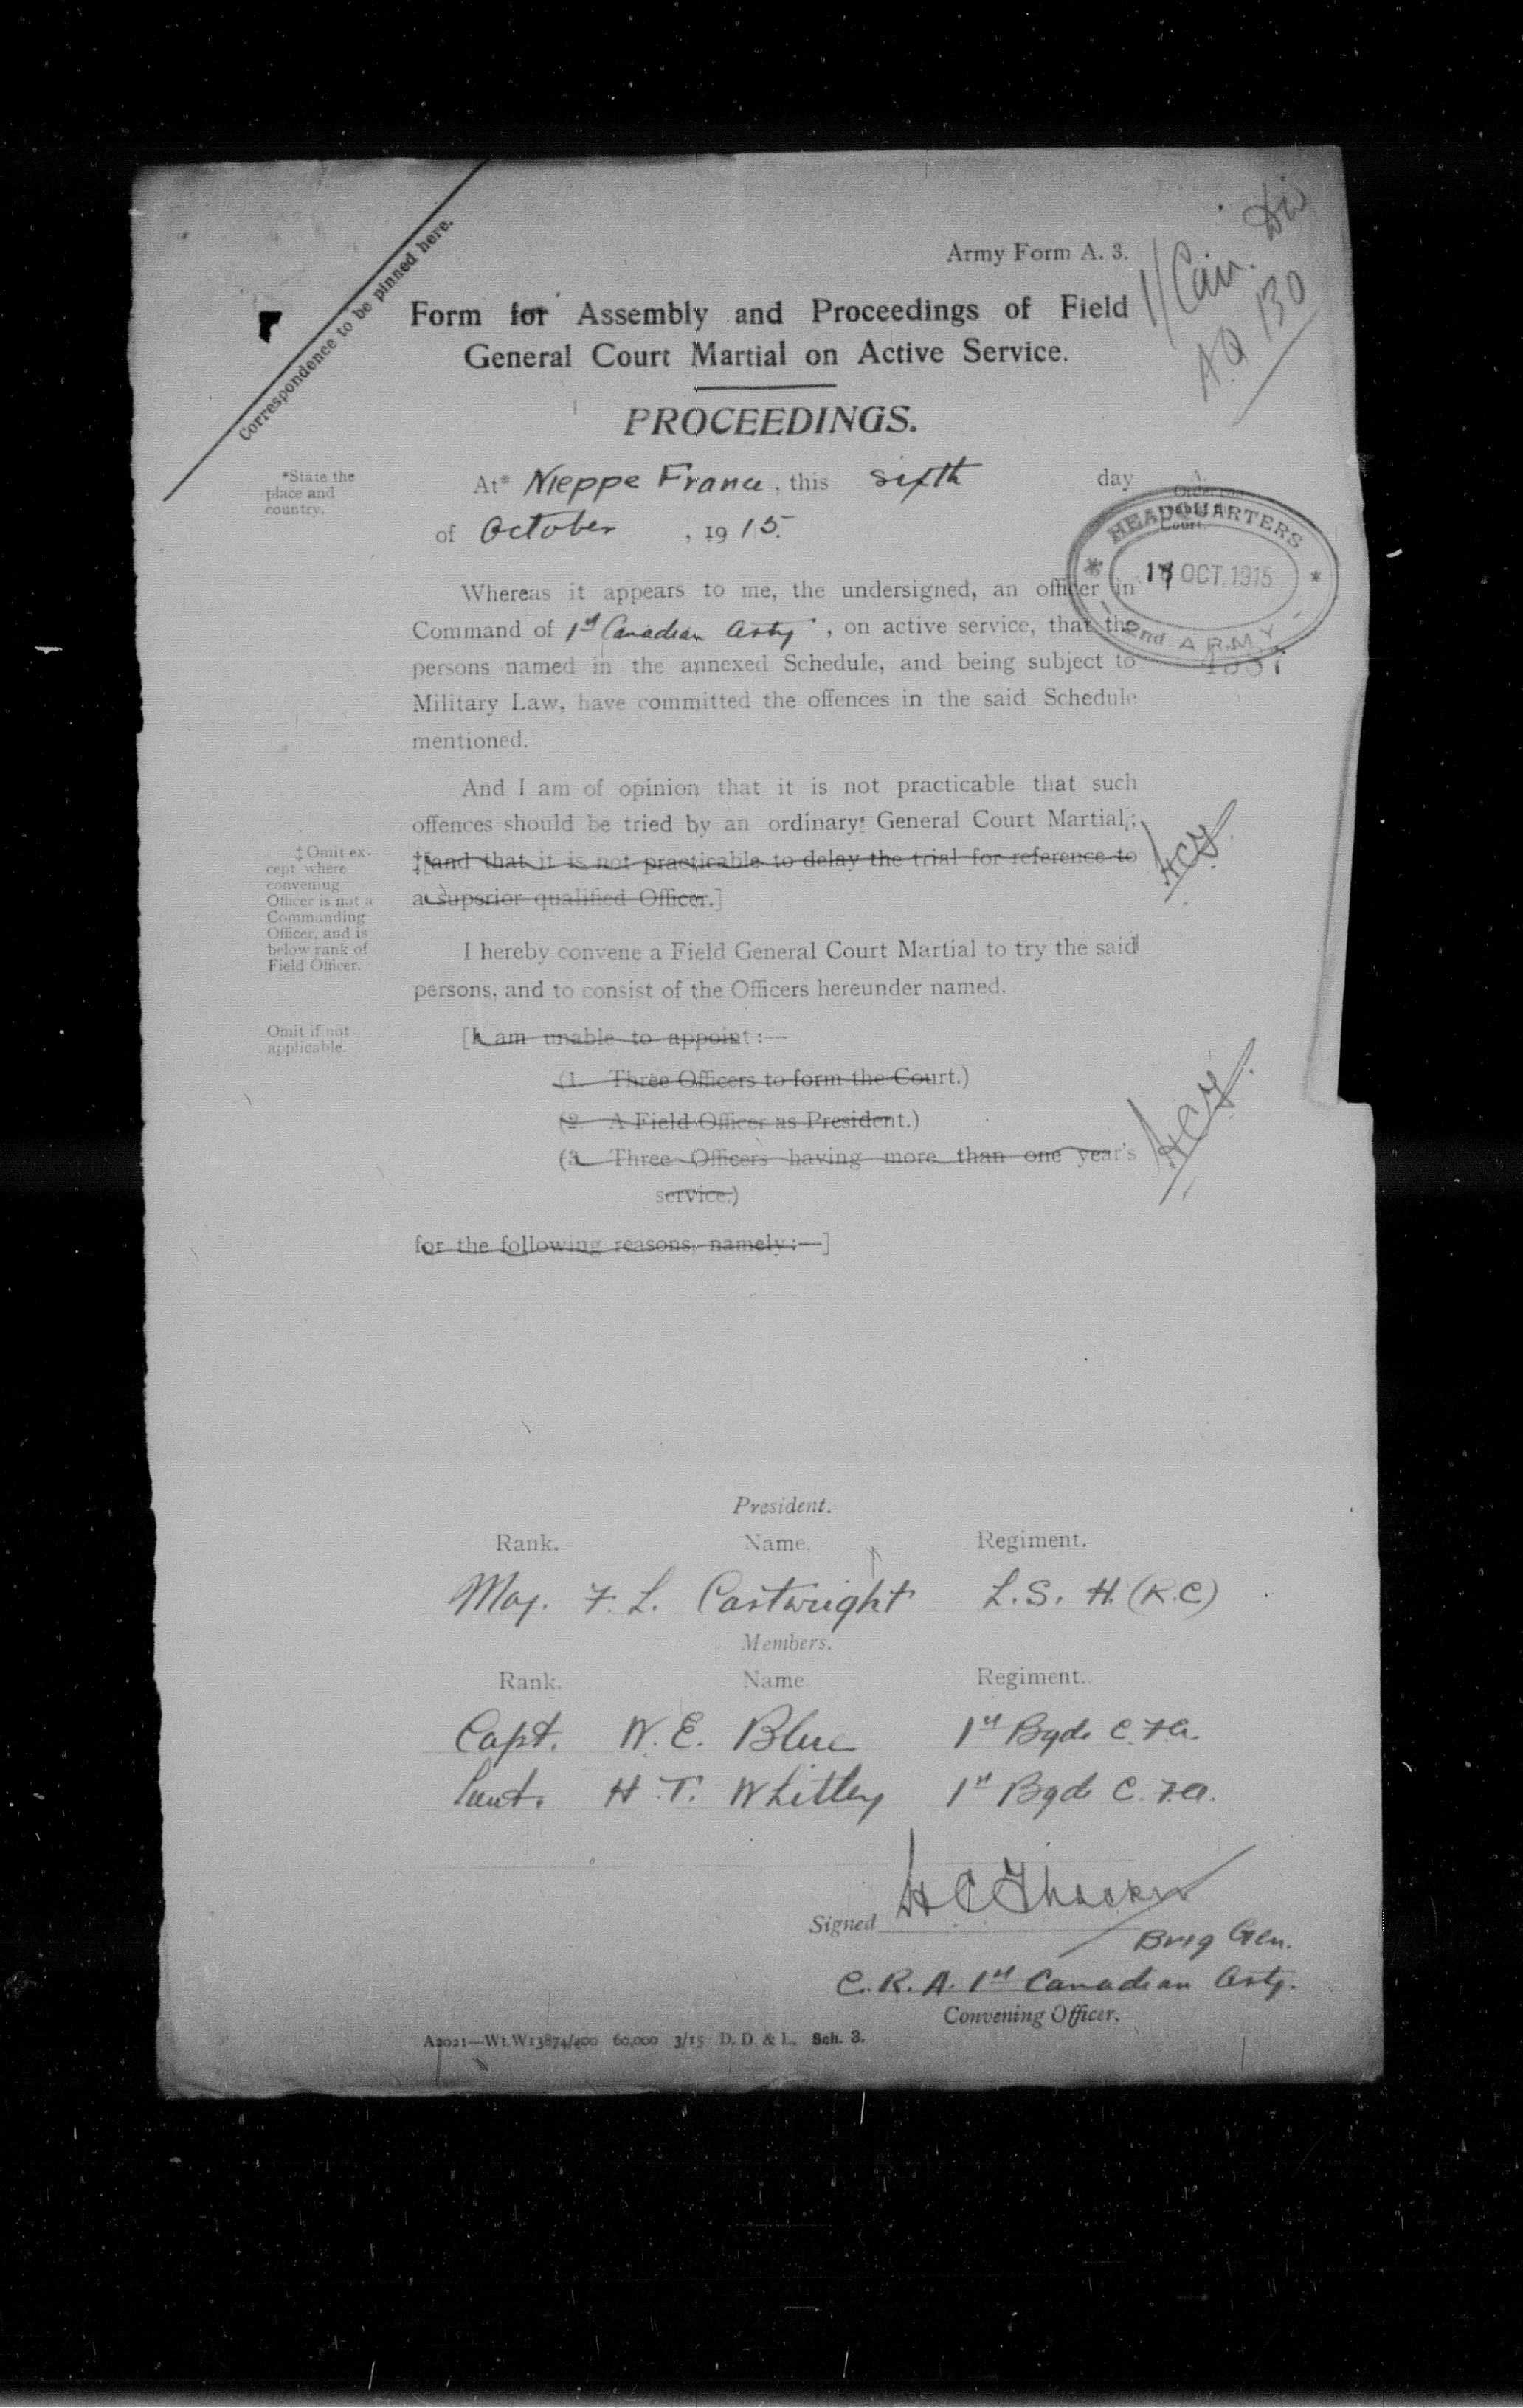 Correspondence to be pinned here.
1/Can. Div
AQ 130
Army Form A. 3.
Form for Assembly and Proceedings of Field
General Court Martial on Active Service.
PROCEEDINGS.
*State the
place and
country.
At* Nieppe France, this sixth day
of October, 1915.
A.
Court.
HEADQUARTERS
OCT. 1915
2nd ARMY
Whereas it appears to me, the undersigned, an officer in
Command of 1st Canadian Arty, on active service, that the
persons named in the annexed Schedule, and being subject to
Military Law, have committed the offences in the said Schedule
mentioned.
And I am of opinion that it is not practicable that such
offences should be tried by an ordinary General Court Martial;
‡[and that it is not practicable to delay the trial for reference to
a superior qualified Officer.]
‡Omit ex-
cept where
convening
Officer is not a
Commanding
Officer, and is
below rank of
Field Officer.
I hereby convene a Field General Court Martial to try the said
persons, and to consist of the Officers hereunder named.
Omit if not
applicable.
[I am unable to appoint :—
(1. Three Officers to form the Court.)
(2. A Field Officer as President.)
(3. Three Officers having more than one year's
service.)
for the following reasons, namely :—]
President.
Rank. Name. Regiment.
Maj. F. L. Cartwright L.S.H. (R.C)
Members.
Rank. Name. Regiment.
Capt. W. E. Blue 1st Bgde C.F.A.
Lieut. H. T. Whitley 1st Bgde C.F.A.
Signed H C Thacker
Brig Gen.
C.R.A. 1st Canadian Arty.
Convening Officer.
A2021—Wt.W13874/400 60,000 3/15 D. D. & L. Sch. 3.